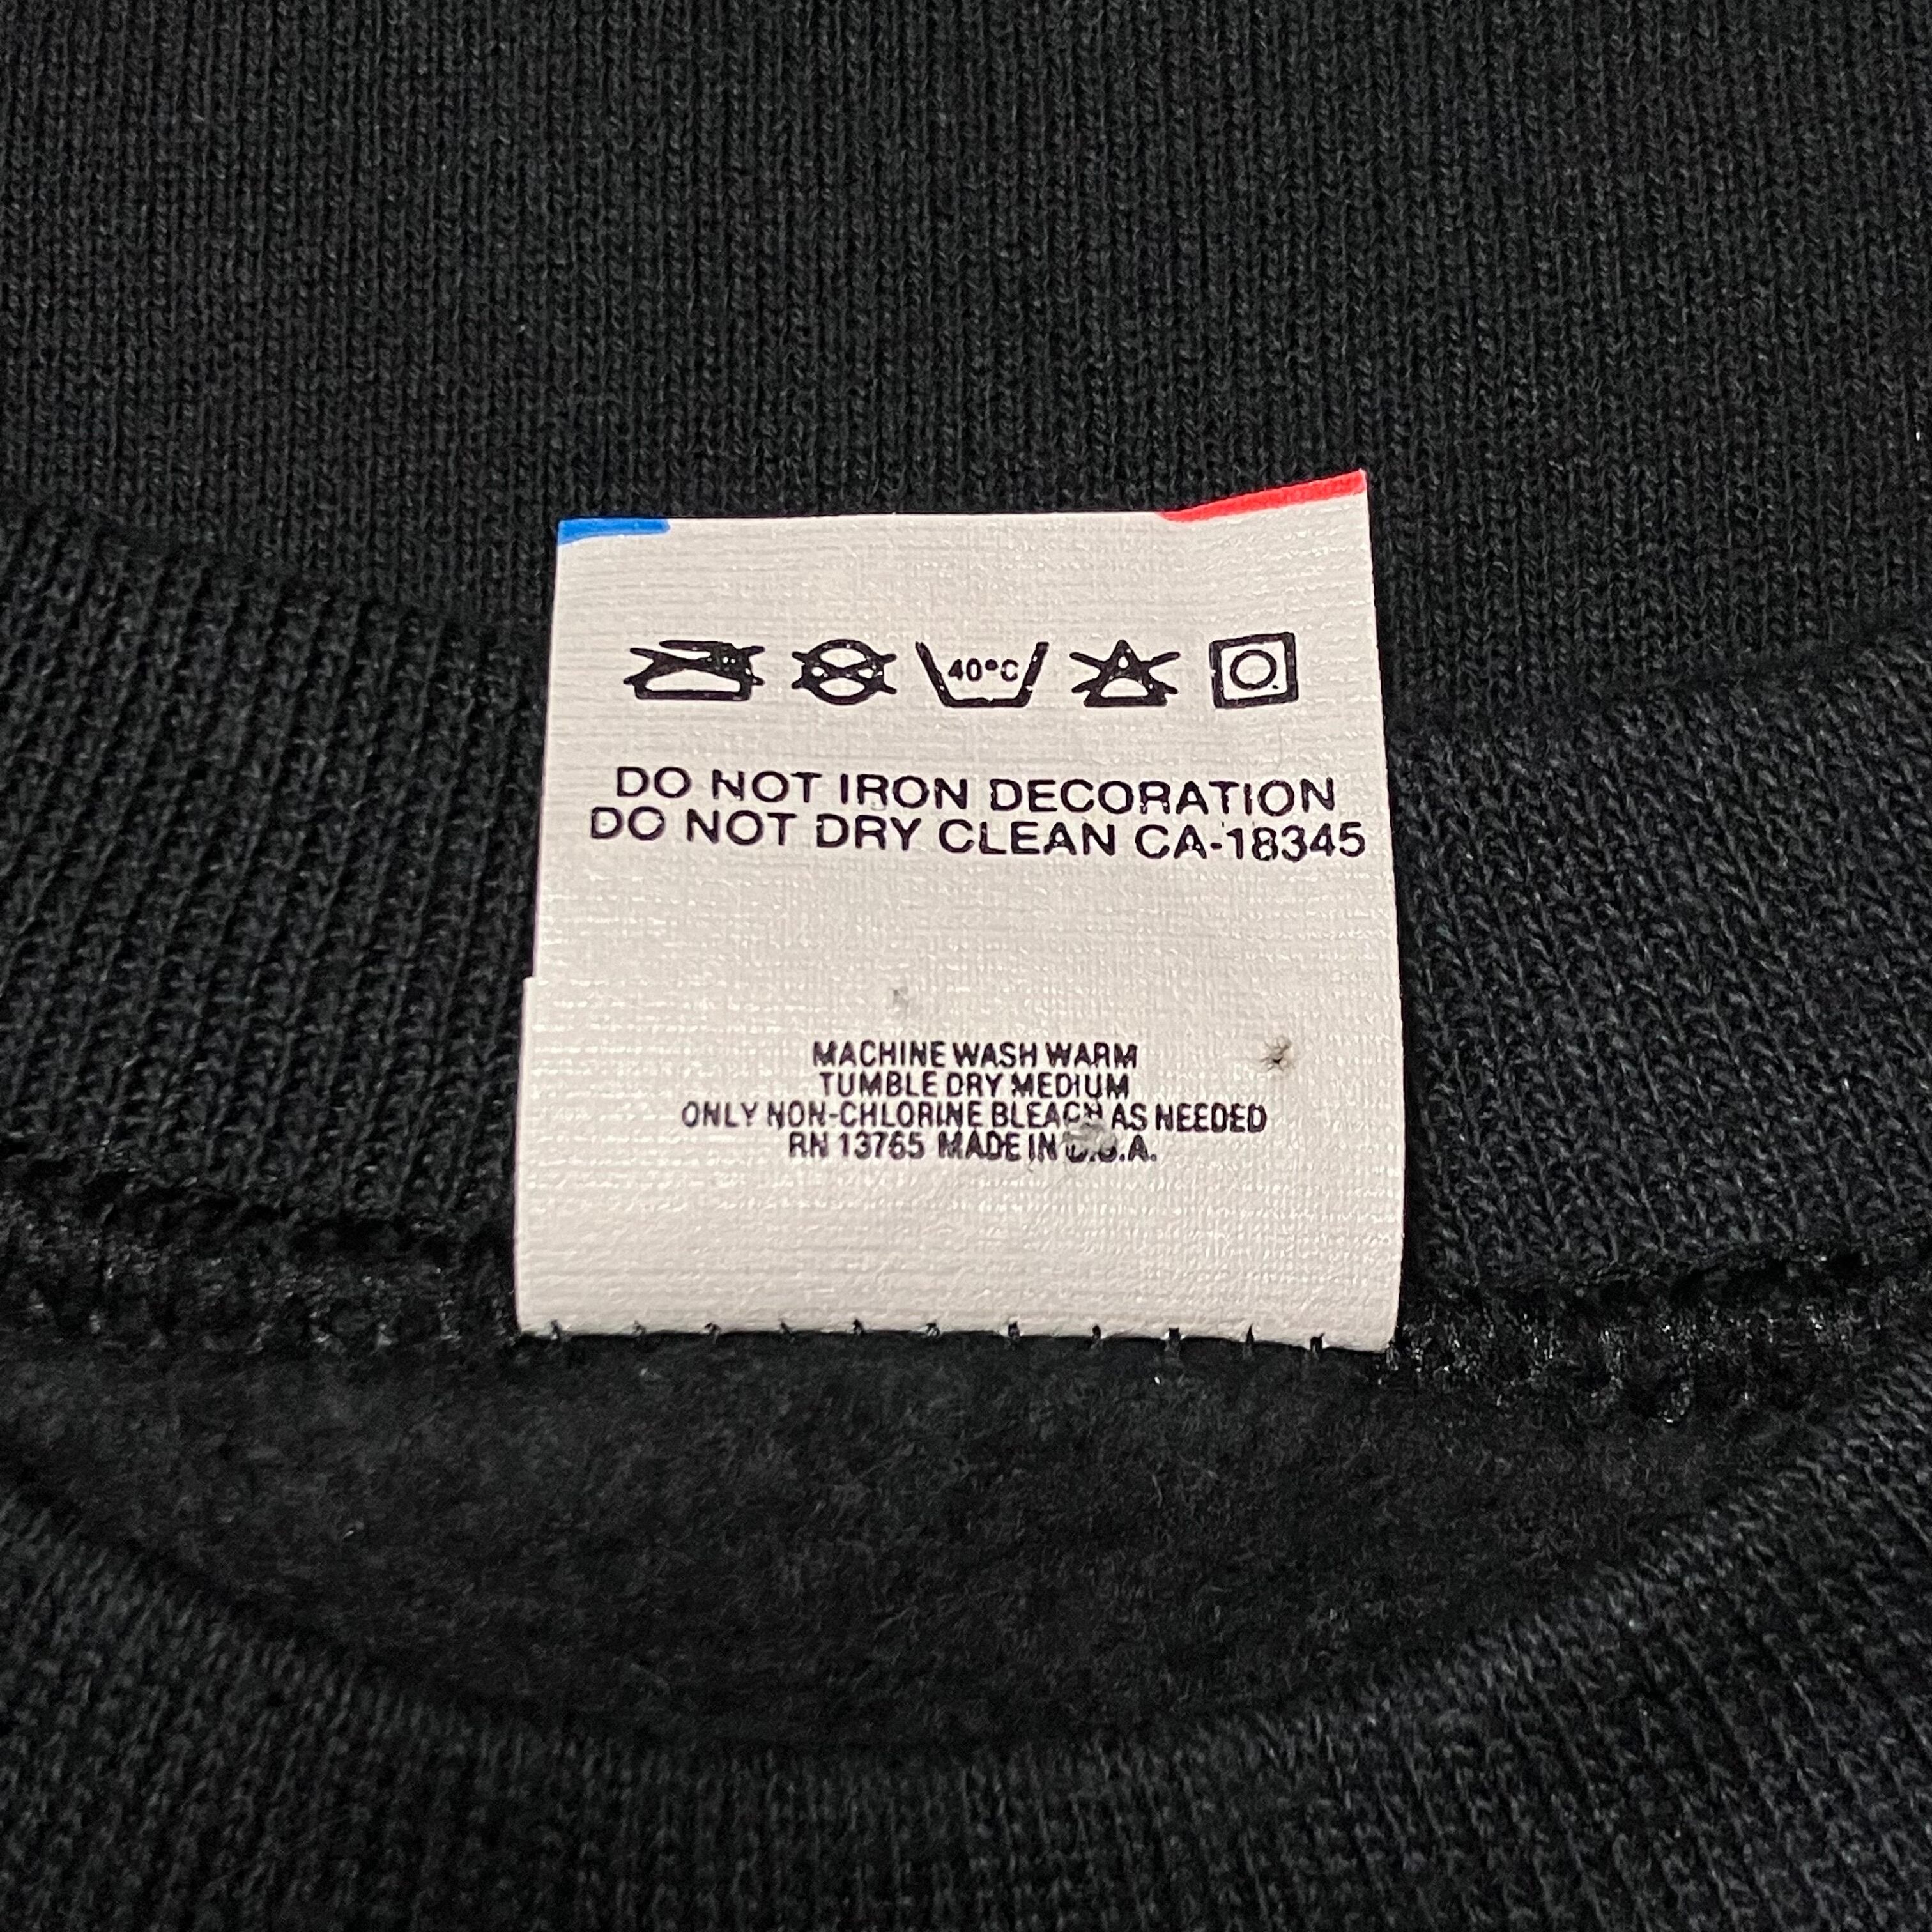 40°C
DO NOT IRON DECORATION
DO NOT DRY CLEAN CA-18345
MACHINE WASH WARM
TUMBLE DRY MEDIUM
ONLY NON-CHLORINE BLEACH AS NEEDED
RN 13765 MADE IN U.S.A.